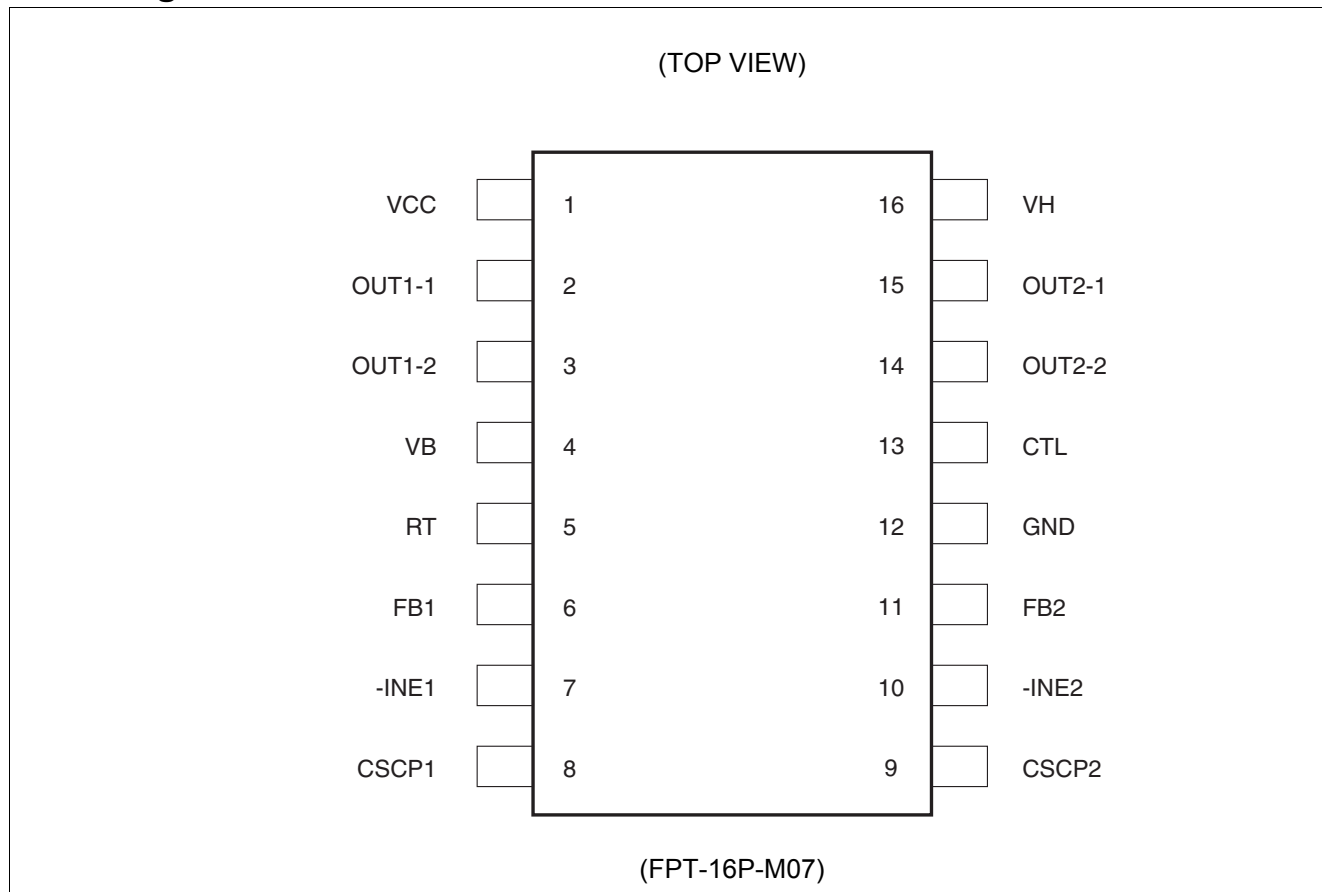 (TOP VIEW)
VCC 1 16 VH
OUT1-1 2 15 OUT2-1
OUT1-2 3 14 OUT2-2
VB 4 13 CTL
RT 5 12 GND
FB1 6 11 FB2
-INE1 7 10 -INE2
CSCP1 8 9 CSCP2
(FPT-16P-M07)